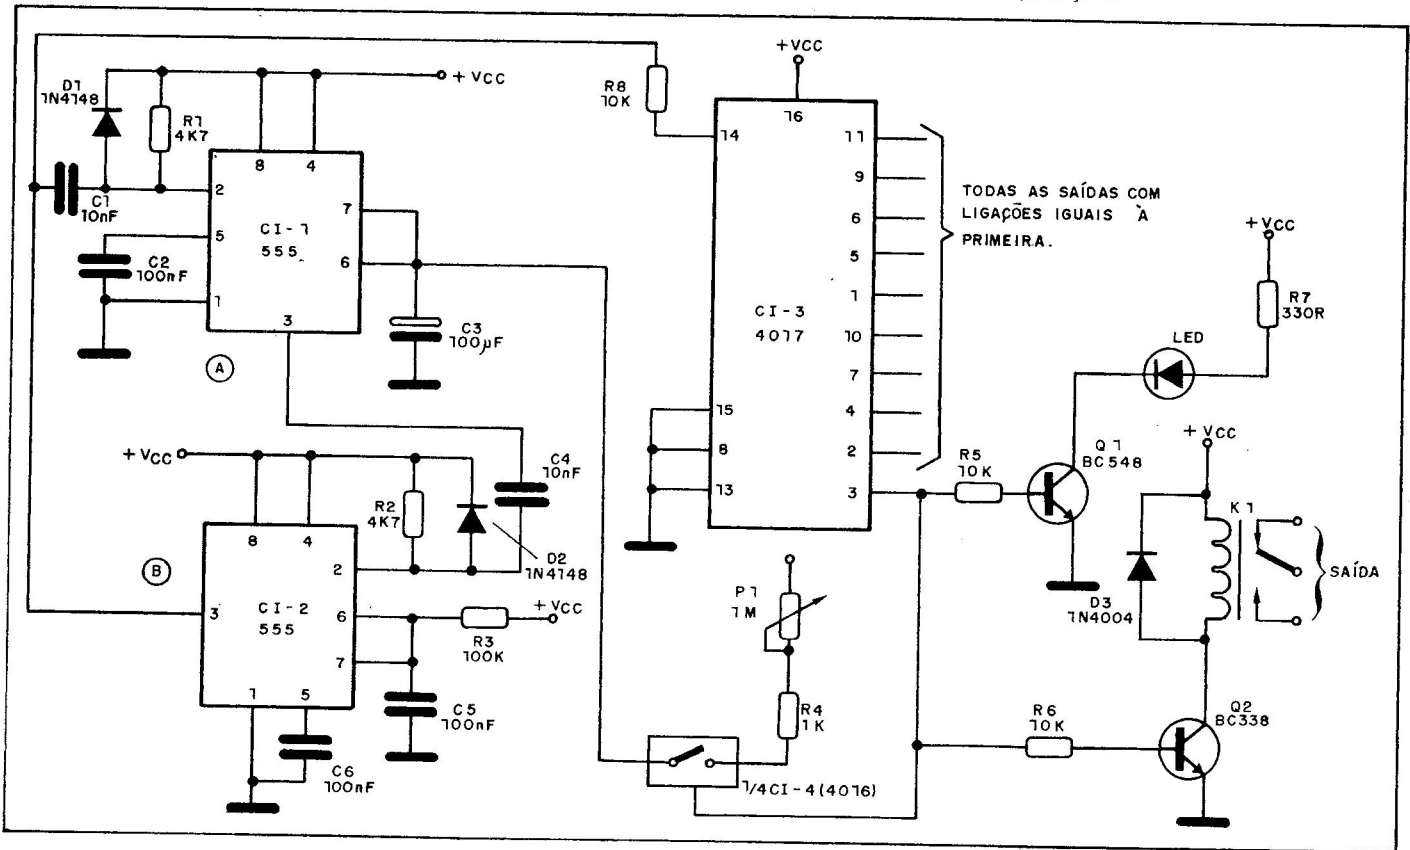 +VCC
D1
1N4148
R1
4K7
+VCC
R8
10K
C1
10nF
2
8
4
7
CI-1
555
5
6
1
3
C2
100nF
C3
100µF
A
16
14
11
9
6
5
1
CI-3
4017
10
7
15
4
8
2
13
3
TODAS AS SAÍDAS COM
LIGAÇÕES IGUAIS À
PRIMEIRA.
+VCC
R7
330R
LED
+VCC
Q1
BC548
R5
10K
K1
SAÍDA
D3
1N4004
+VCC
C4
10nF
R2
4K7
D2
1N4148
B
8
4
2
CI-2
555
3
6
7
1
5
+VCC
R3
100K
C5
100nF
C6
100nF
P1
1M
R4
1K
1/4CI-4(4016)
R6
10K
Q2
BC338